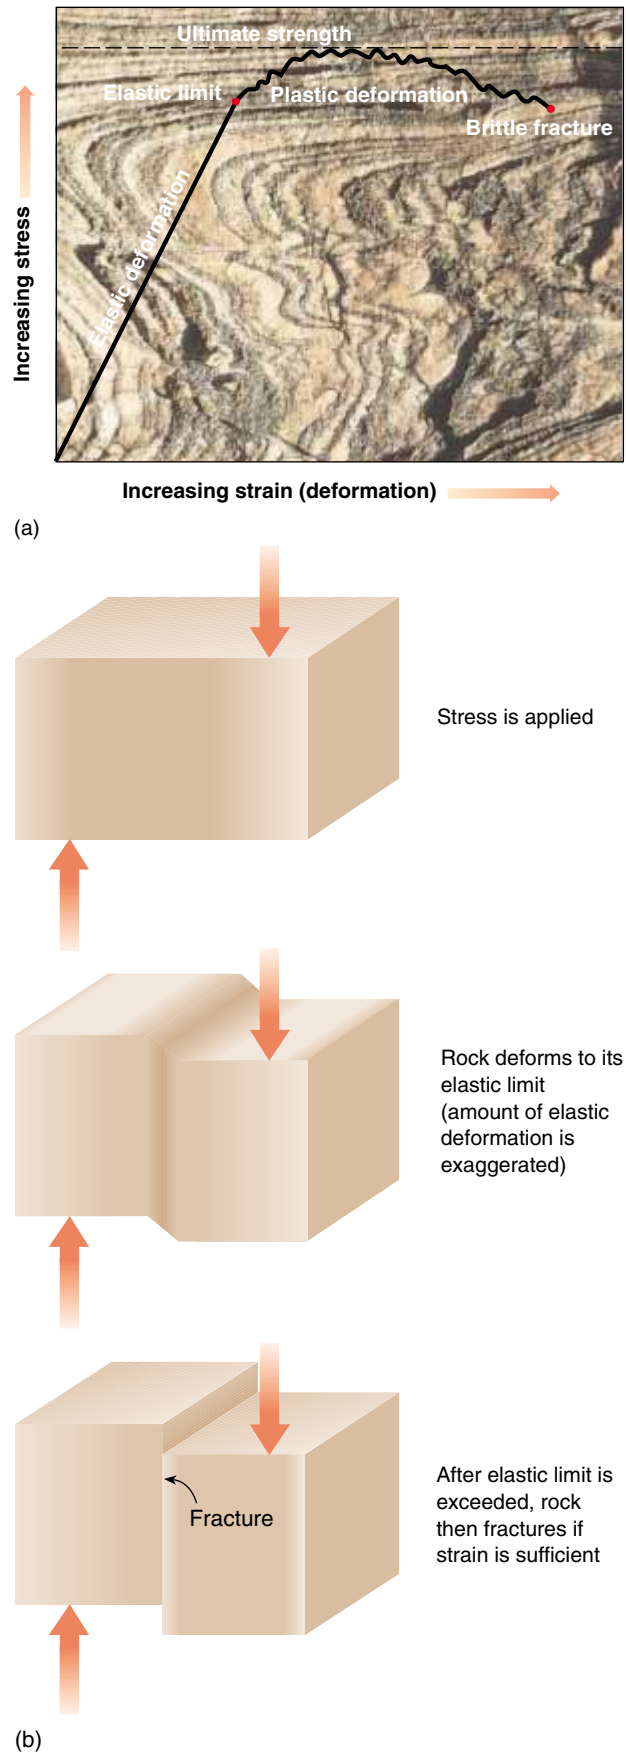 Ultimate strength
Elastic limit
Plastic deformation
Brittle fracture
Elastic deformation
Increasing stress
Increasing strain (deformation)
(a)
Stress is applied
Rock deforms to its
elastic limit
(amount of elastic
deformation is
exaggerated)
Fracture
After elastic limit is
exceeded, rock
then fractures if
strain is sufficient
(b)